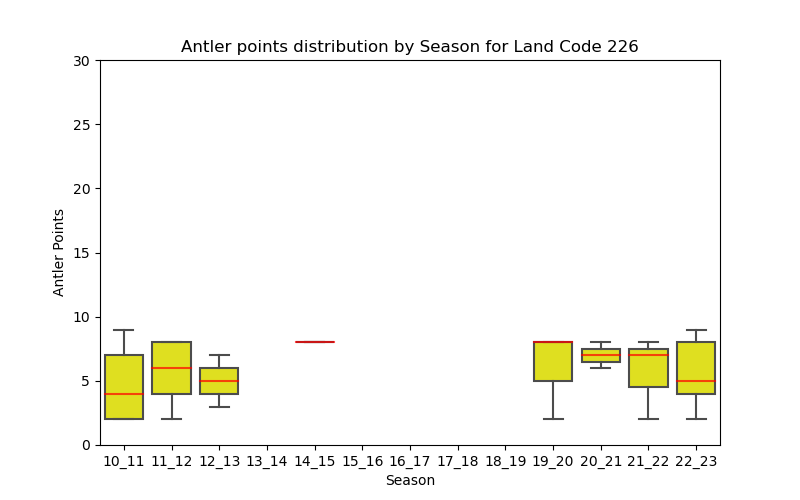 Antler points distribution by Season for Land Code 226
30
25
20
15
10
5
0
Antler Points
10_11 11_12 12_13 13_14 14_15 15_16 16_17 17_18 18_19 19_20 20_21 21_22 22_23
Season